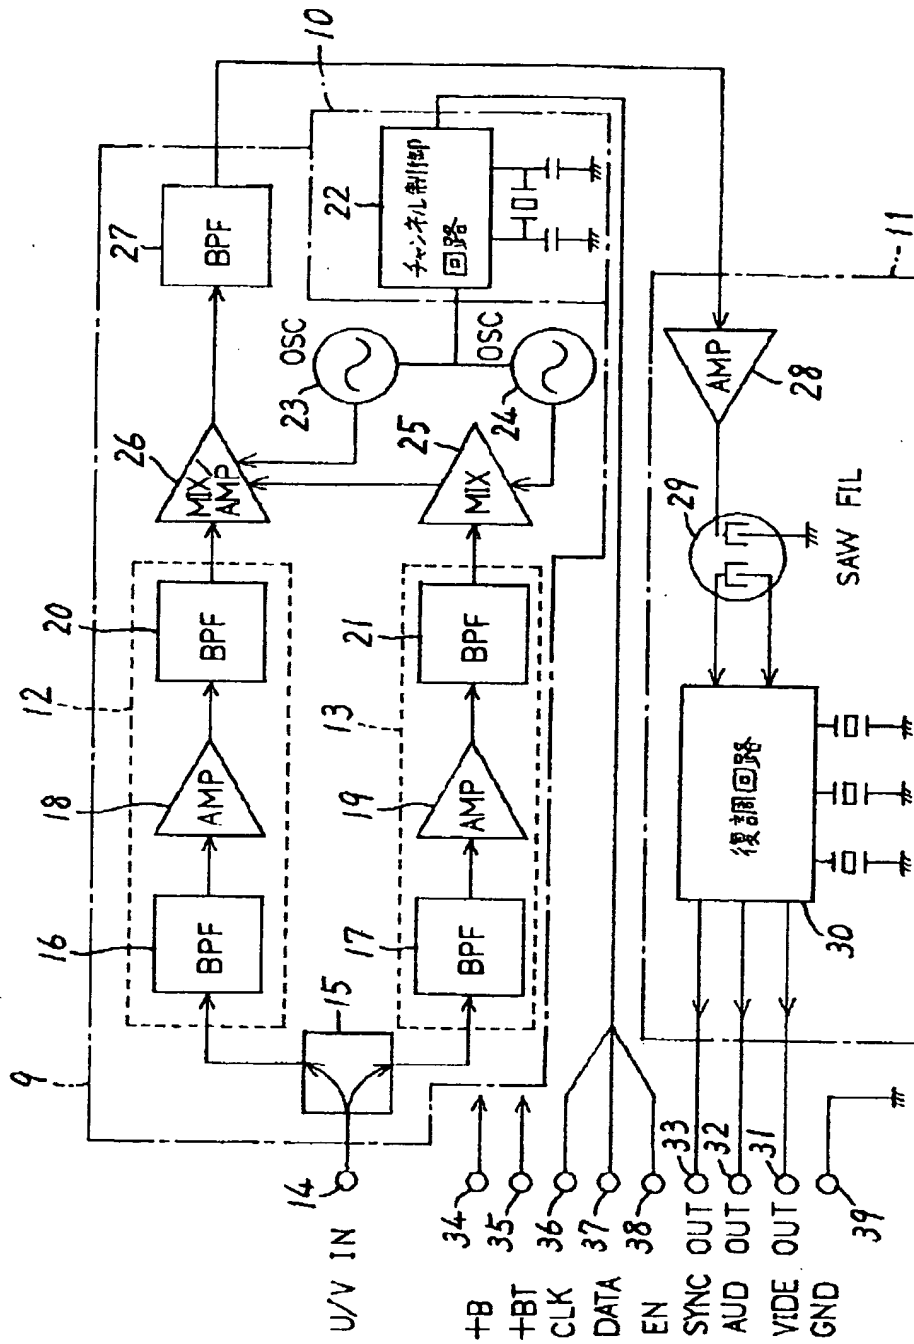 9
12
16
BPF
18
AMP
20
BPF
26
MIX/
AMP
27
BPF
10
22
チャンネル制御
回路
23
OSC
OSC
24
25
MIX
13
17
BPF
19
AMP
21
BPF
15
14
U/V IN
34
+B
35
+BT
36
CLK
37
DATA
38
EN
33
SYNC OUT
32
AUD OUT
31
VIDE OUT
39
GND
30
復調回路
29
SAW FIL
AMP
28
11